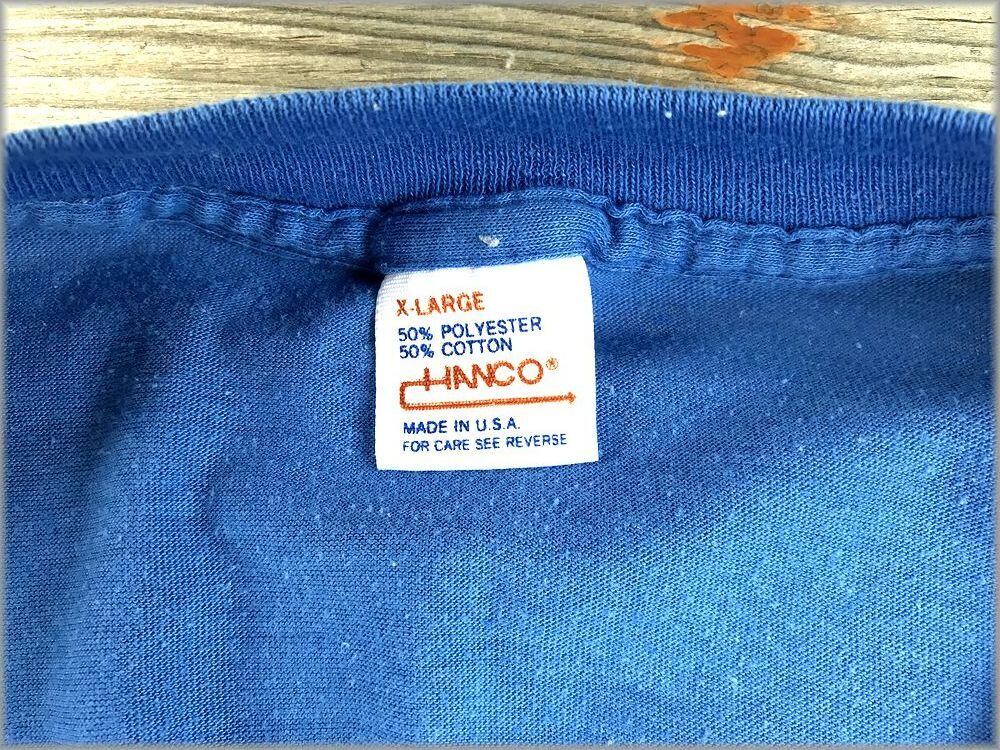 X-LARGE
50% POLYESTER
50% COTTON
HANCO®
MADE IN U.S.A.
FOR CARE SEE REVERSE